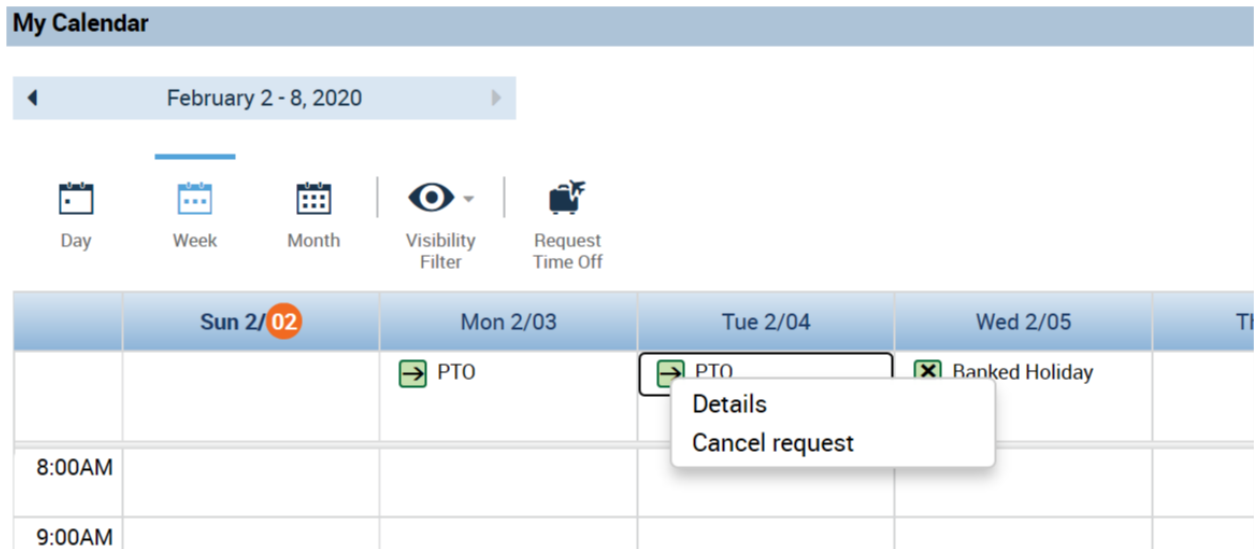 My Calendar
February 2 - 8, 2020
Day
Week
Month
Visibility
Filter
Request
Time Off
Sun 2/02
Mon 2/03
Tue 2/04
Wed 2/05
PTO
PTO
Banked Holiday
Details
Cancel request
8:00AM
9:00AM